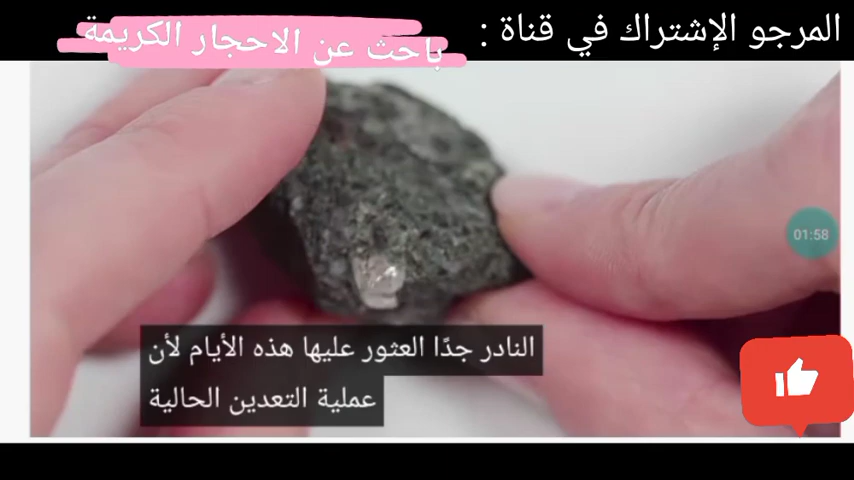 المرجو الإشتراك في قناة :
باحث عن الاحجار الكريمة
01:58
النادر جدًا العثور عليها هذه الأيام لأن
عملية التعدين الحالية